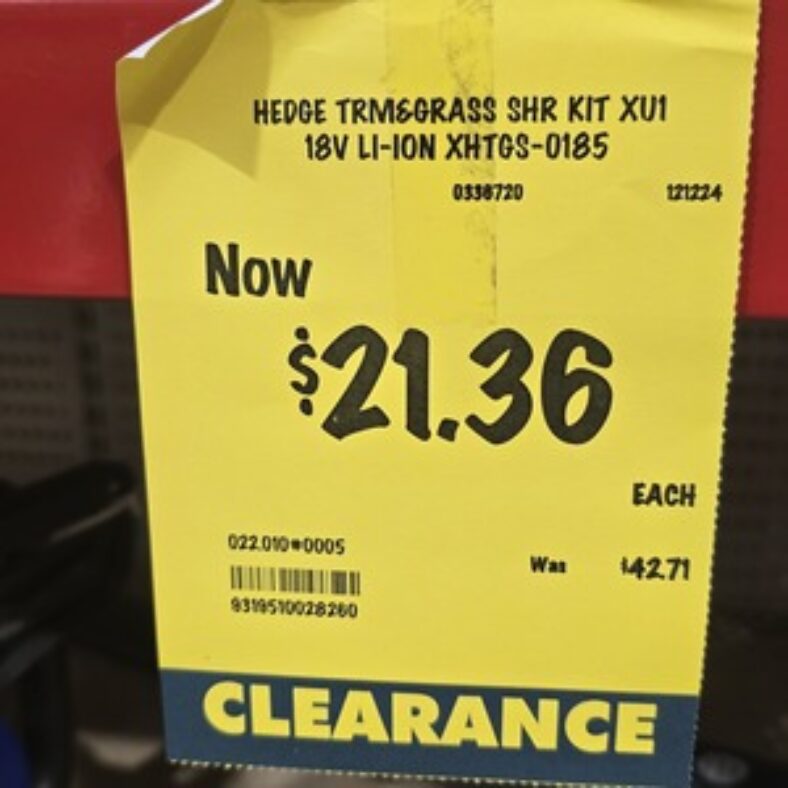 HEDGE TRM&GRASS SHR KIT XU1
18V LI-ION XHTGS-0185
0336720 121224
Now
$21.36
EACH
022.010*0005
Was $42.71
9319510028260
CLEARANCE